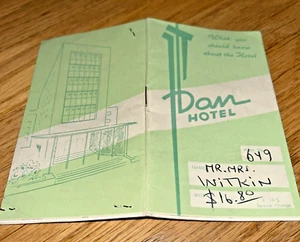 What you
should know
about the Hotel
Dan
HOTEL
649
MR. MRS.
WITKIN
$16.80